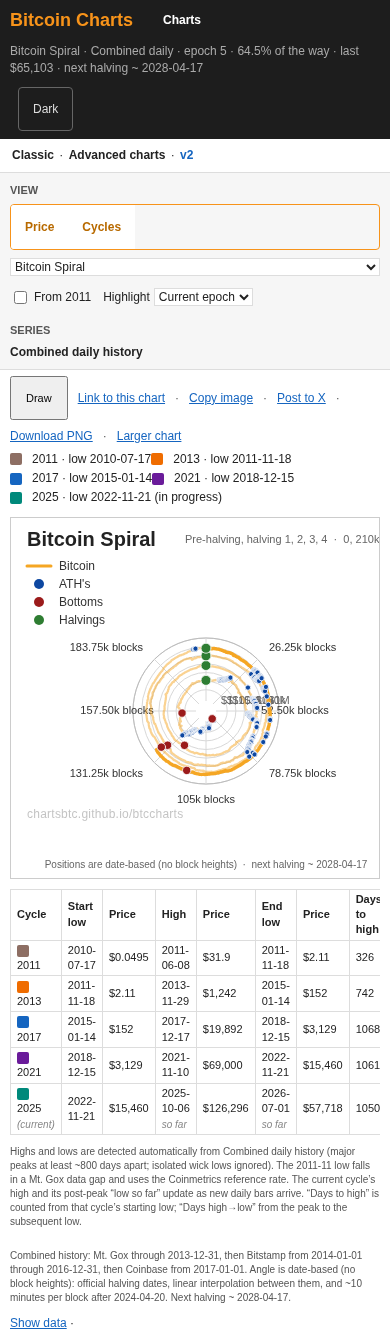 Bitcoin Charts Charts
Bitcoin Spiral · Combined daily · epoch 5 · 64.5% of the way · last
$65,103 · next halving ~ 2028-04-17
Dark
Classic · Advanced charts · v2
VIEW
Price Cycles
Bitcoin Spiral
From 2011 Highlight Current epoch
SERIES
Combined daily history
Draw Link to this chart · Copy image · Post to X ·
Download PNG · Larger chart
2011 · low 2010-07-17 2013 · low 2011-11-18
2017 · low 2015-01-14 2021 · low 2018-12-15
2025 · low 2022-11-21 (in progress)
Bitcoin Spiral Pre-halving, halving 1, 2, 3, 4 · 0, 210k
Bitcoin
ATH's
Bottoms
Halvings
183.75k blocks 26.25k blocks
157.50k blocks 52.50k blocks
131.25k blocks 78.75k blocks
105k blocks
chartsbtc.github.io/btccharts
Positions are date-based (no block heights) · next halving ~ 2028-04-17
Cycle Start low Price High Price End low Price Days to high
2011 2010-07-17 $0.0495 2011-06-08 $31.9 2011-11-18 $2.11 326
2013 2011-11-18 $2.11 2013-11-29 $1,242 2015-01-14 $152 742
2017 2015-01-14 $152 2017-12-17 $19,892 2018-12-15 $3,129 1068
2021 2018-12-15 $3,129 2021-11-10 $69,000 2022-11-21 $15,460 1061
2025 (current) 2022-11-21 $15,460 2025-10-06 so far $126,296 2026-07-01 so far $57,718 1050
Highs and lows are detected automatically from Combined daily history (major
peaks at least ~800 days apart; isolated wick lows ignored). The 2011-11 low falls
in a Mt. Gox data gap and uses the Coinmetrics reference rate. The current cycle's
high and its post-peak “low so far” update as new daily bars arrive. “Days to high” is
counted from that cycle's starting low; “Days high→low” from the peak to the
subsequent low.
Combined history: Mt. Gox through 2013-12-31, then Bitstamp from 2014-01-01
through 2016-12-31, then Coinbase from 2017-01-01. Angle is date-based (no
block heights): official halving dates, linear interpolation between them, and ~10
minutes per block after 2024-04-20. Next halving ~ 2028-04-17.
Show data ·